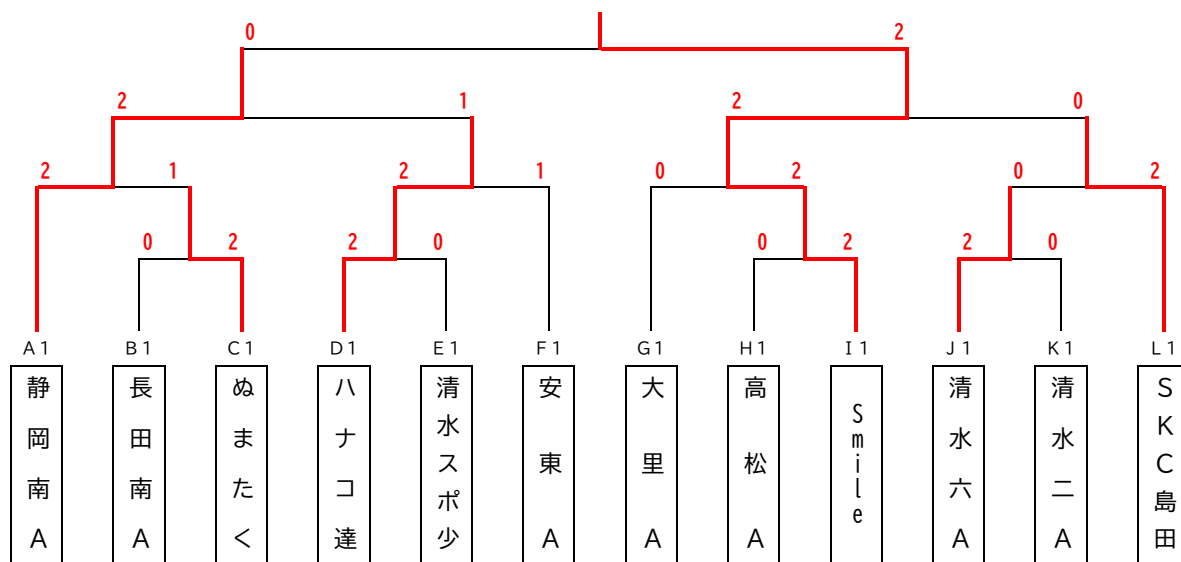 0 2
2 1 2 0
2 1 2 1 0 2 0 2
0 2 2 0 0 2 2 0
A1 B1 C1 D1 E1 F1 G1 H1 I1 J1 K1 L1
静岡南A
長田南A
ぬまたく
ハナコ達
清水スポ少
安東A
大里A
高松A
Smile
清水六A
清水二A
SKC島田